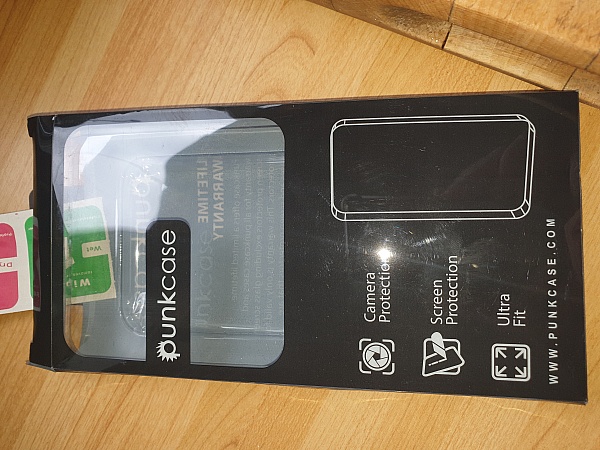 punkcase
LIFETIME
WARRANTY
Camera
Protection
Screen
Protection
Ultra
Fit
WWW.PUNKCASE.COM
Wet